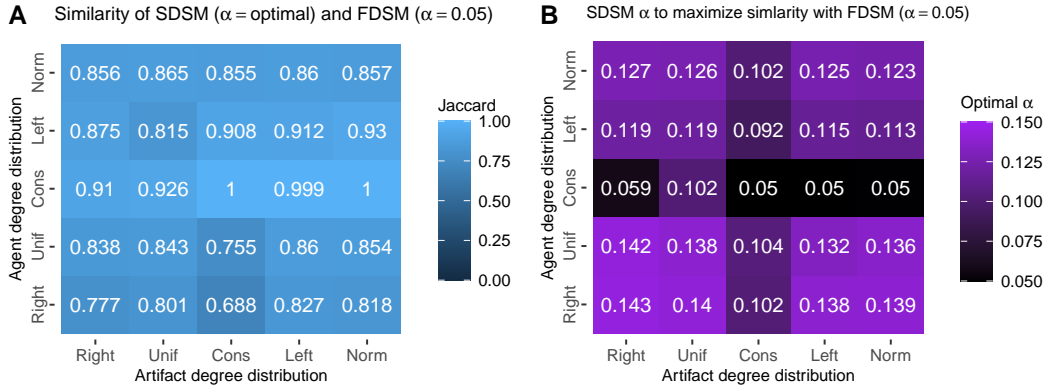 A Similarity of SDSM (α = optimal) and FDSM (α = 0.05)
Agent degree distribution
Norm 0.856 0.865 0.855 0.86 0.857
Left 0.875 0.815 0.908 0.912 0.93
Cons 0.91 0.926 1 0.999 1
Unif 0.838 0.843 0.755 0.86 0.854
Right 0.777 0.801 0.688 0.827 0.818
Right Unif Cons Left Norm
Artifact degree distribution
Jaccard
1.00
0.75
0.50
0.25
0.00
B SDSM α to maximize simlarity with FDSM (α = 0.05)
Agent degree distribution
Norm 0.127 0.126 0.102 0.125 0.123
Left 0.119 0.119 0.092 0.115 0.113
Cons 0.059 0.102 0.05 0.05 0.05
Unif 0.142 0.138 0.104 0.132 0.136
Right 0.143 0.14 0.102 0.138 0.139
Right Unif Cons Left Norm
Artifact degree distribution
Optimal α
0.150
0.125
0.100
0.075
0.050